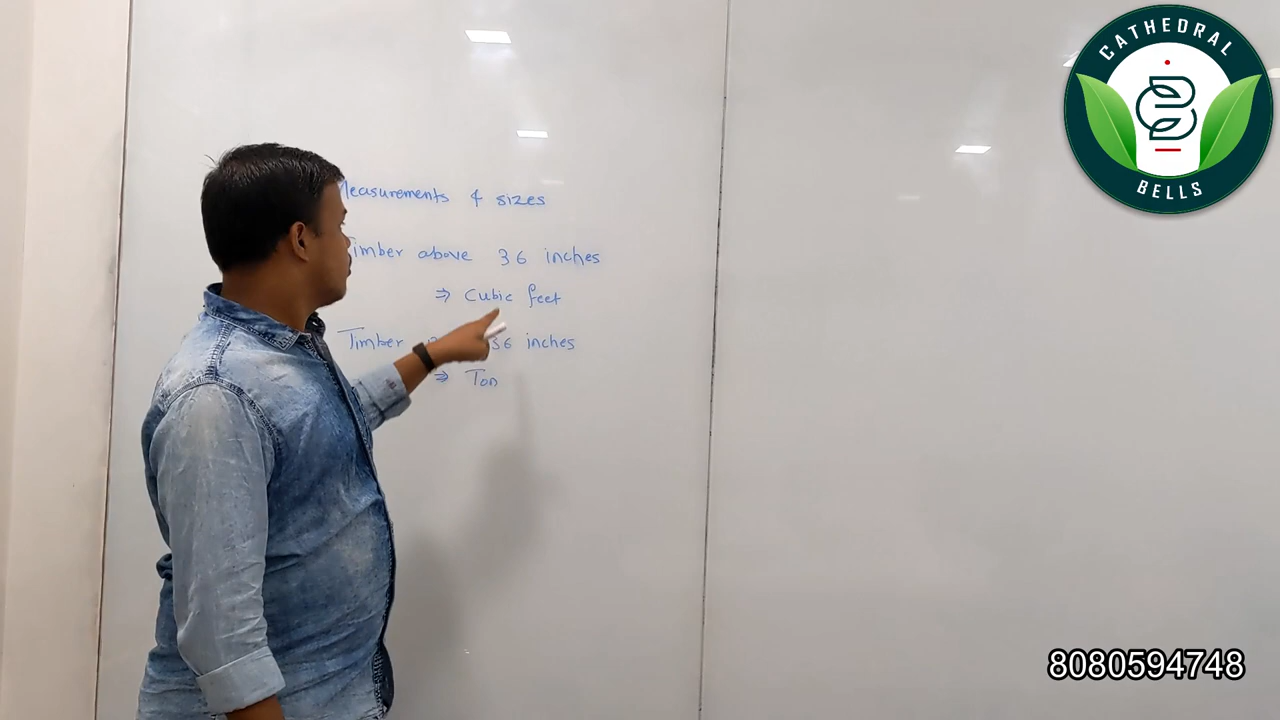 Measurements & sizes
Timber above 36 inches
⇒ Cubic feet
Timber 36 inches
⇒ Ton
CATHEDRAL
BELLS
8080594748